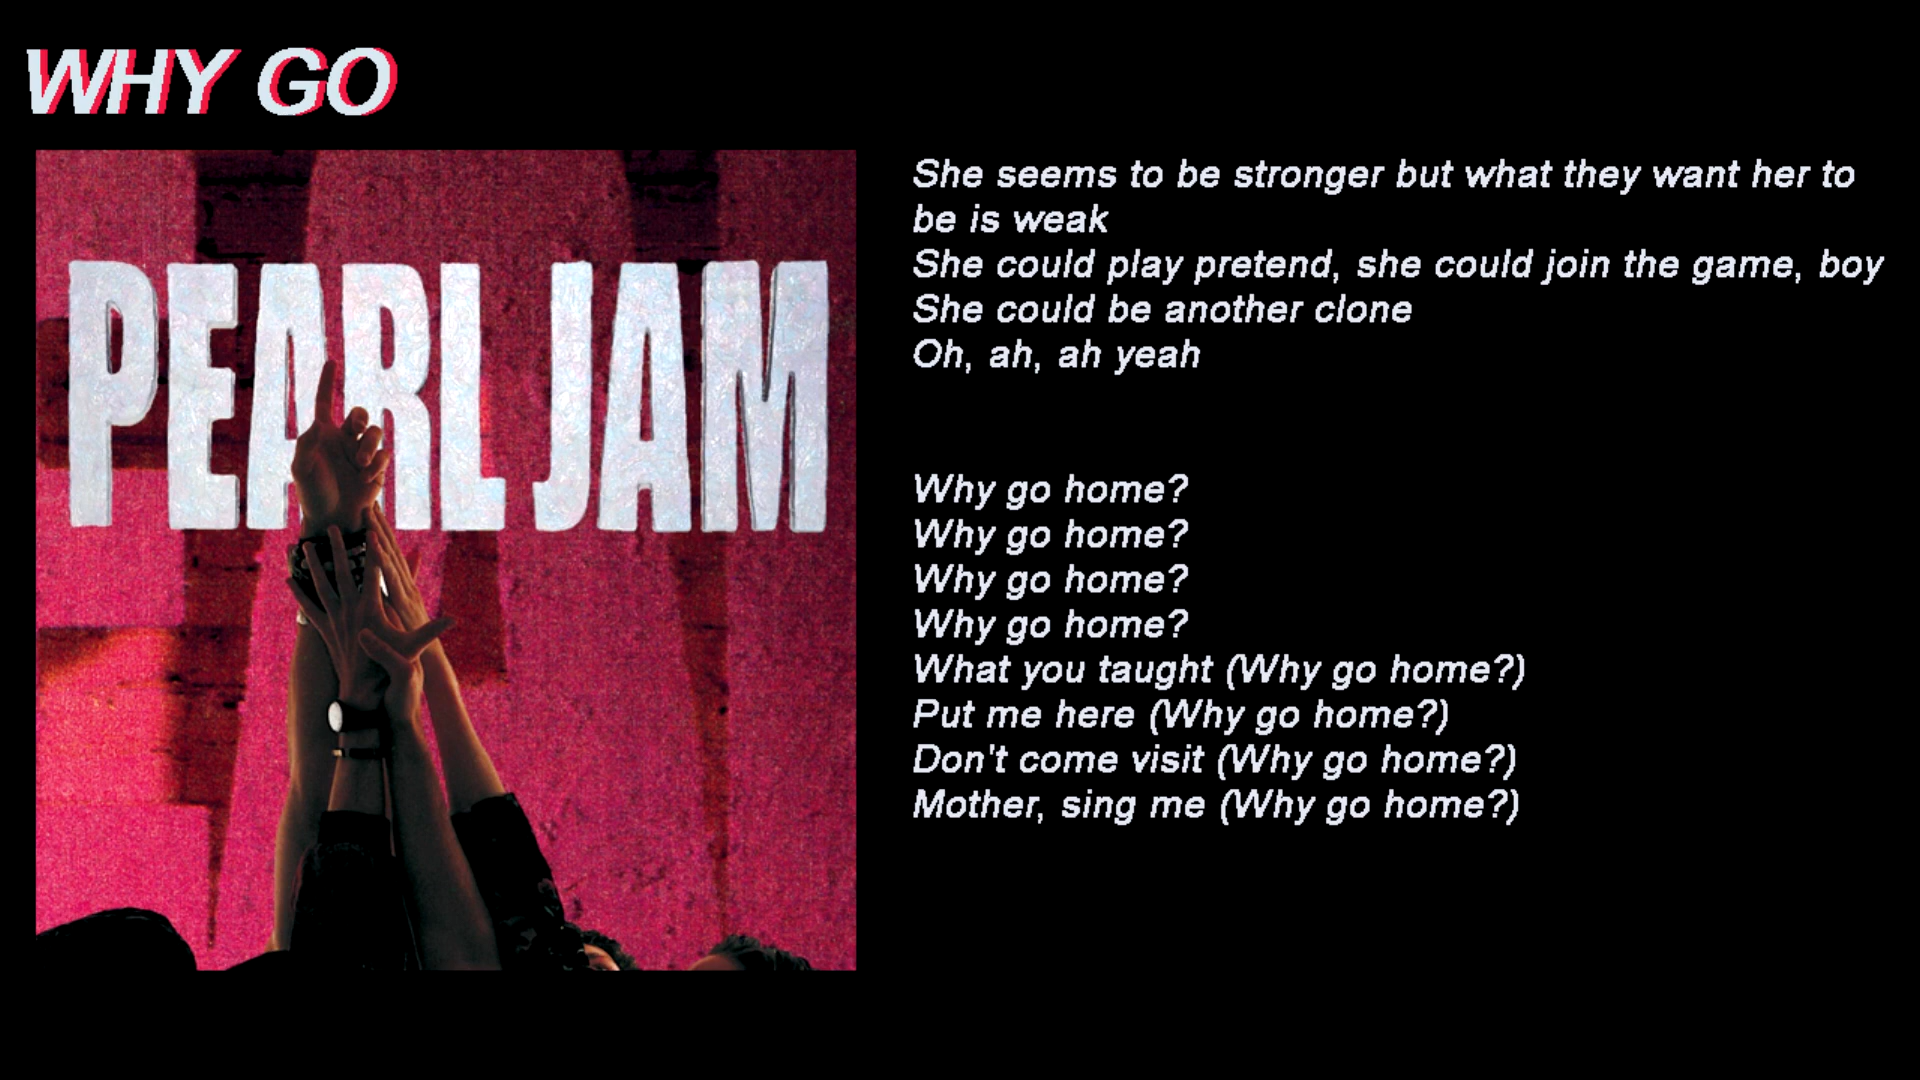 WHY GO
PEARL JAM
She seems to be stronger but what they want her to
be is weak
She could play pretend, she could join the game, boy
She could be another clone
Oh, ah, ah yeah
Why go home?
Why go home?
Why go home?
Why go home?
What you taught (Why go home?)
Put me here (Why go home?)
Don't come visit (Why go home?)
Mother, sing me (Why go home?)